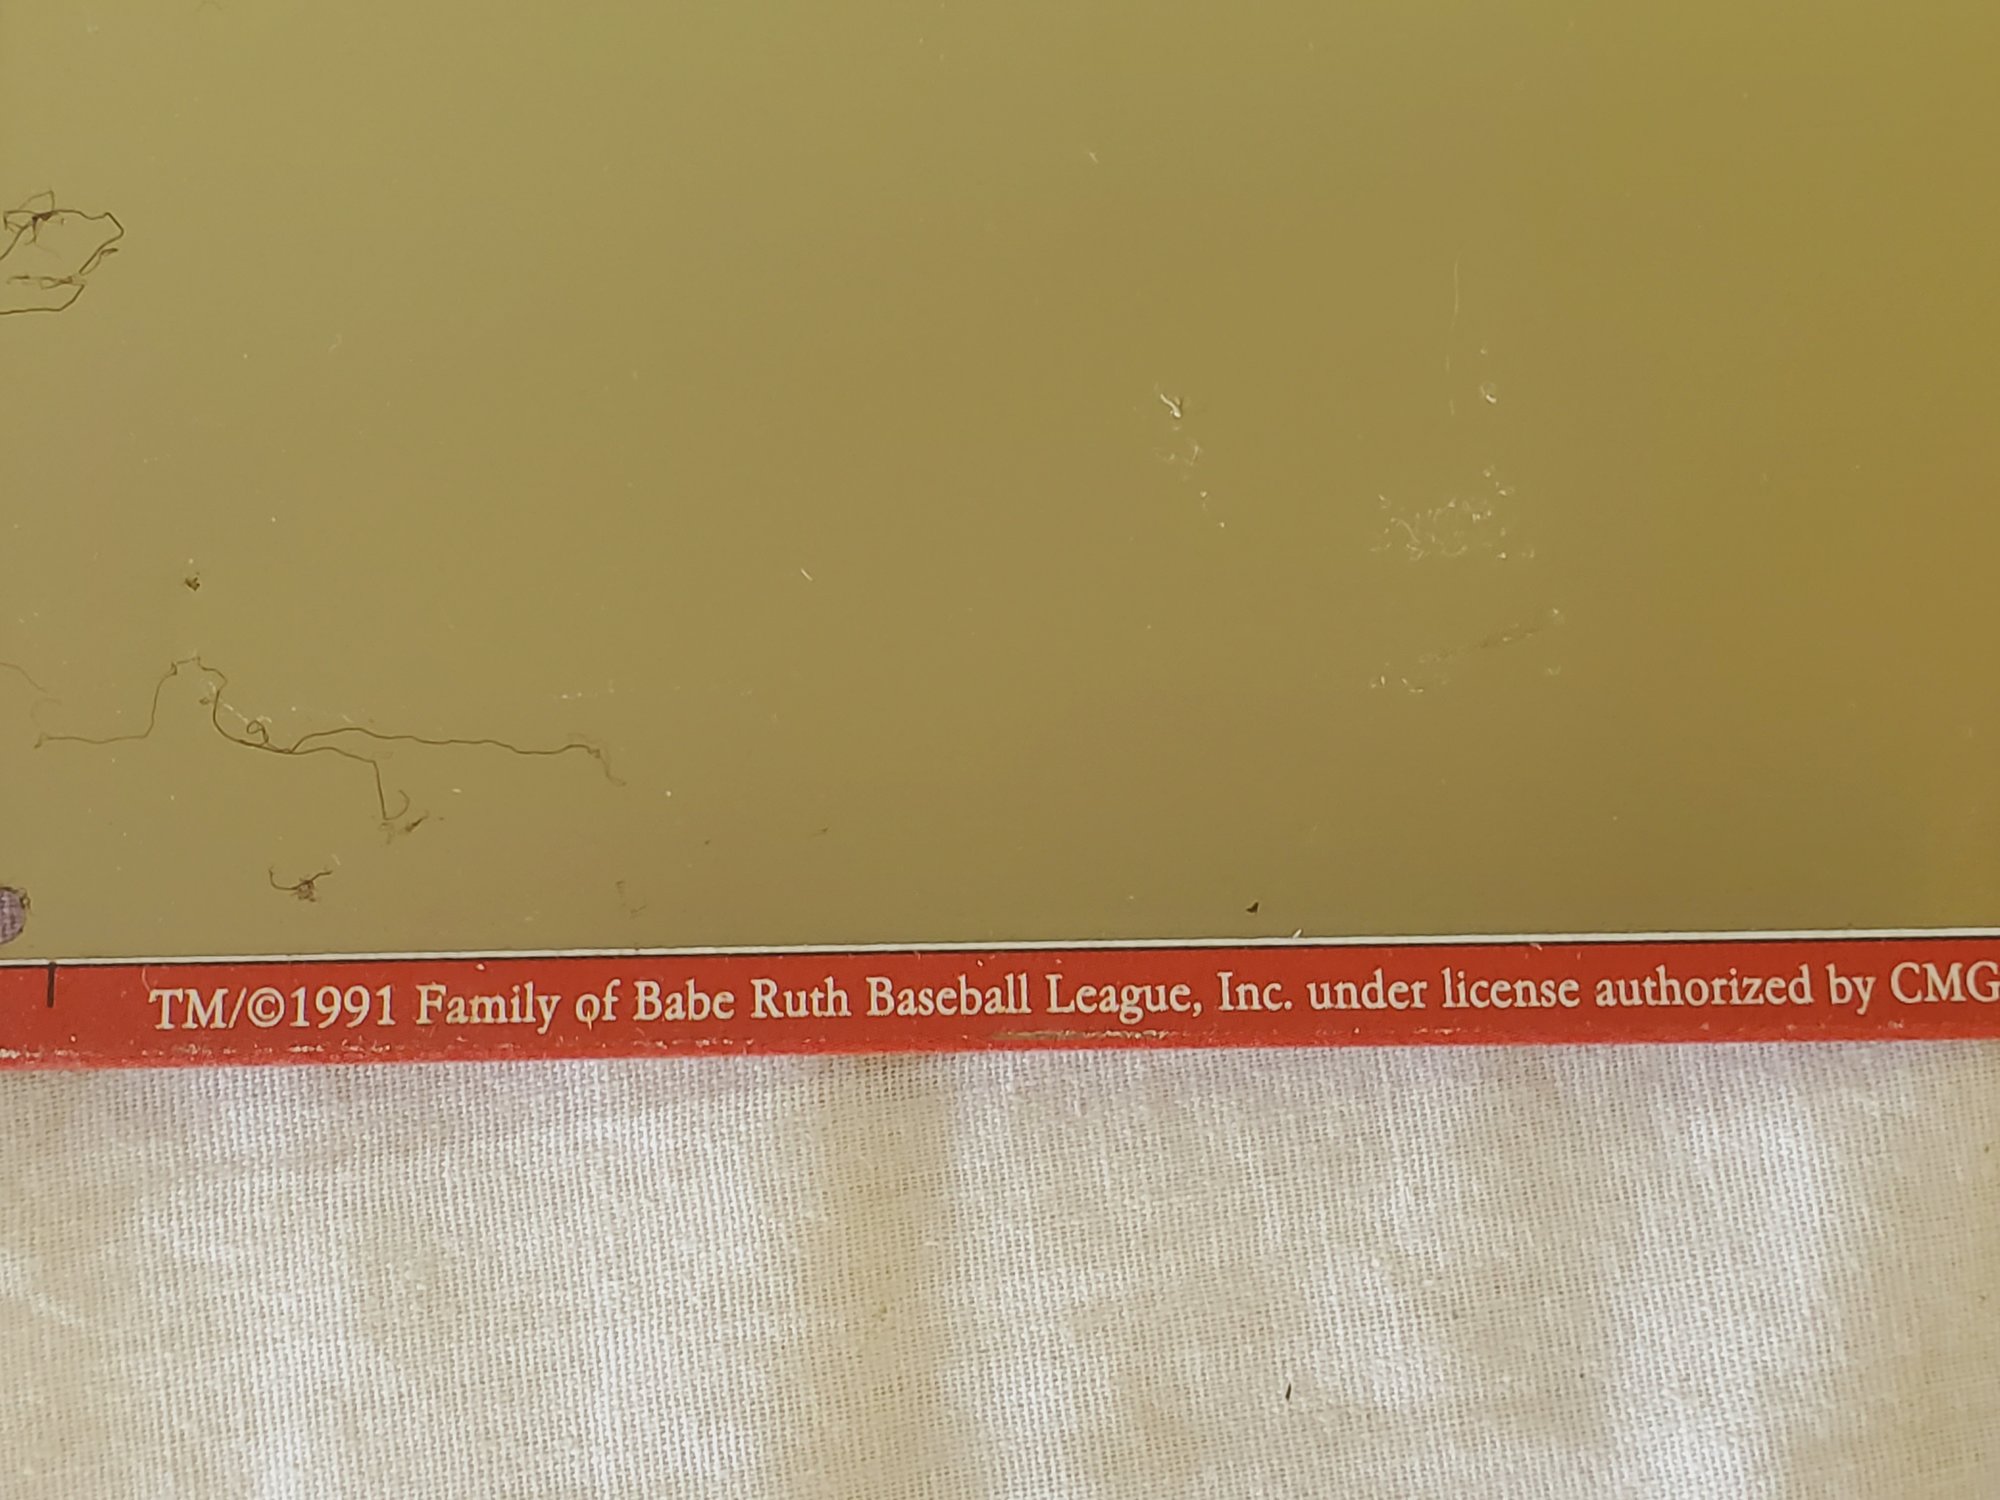 TM/©1991 Family of Babe Ruth Baseball League, Inc. under license authorized by CMG